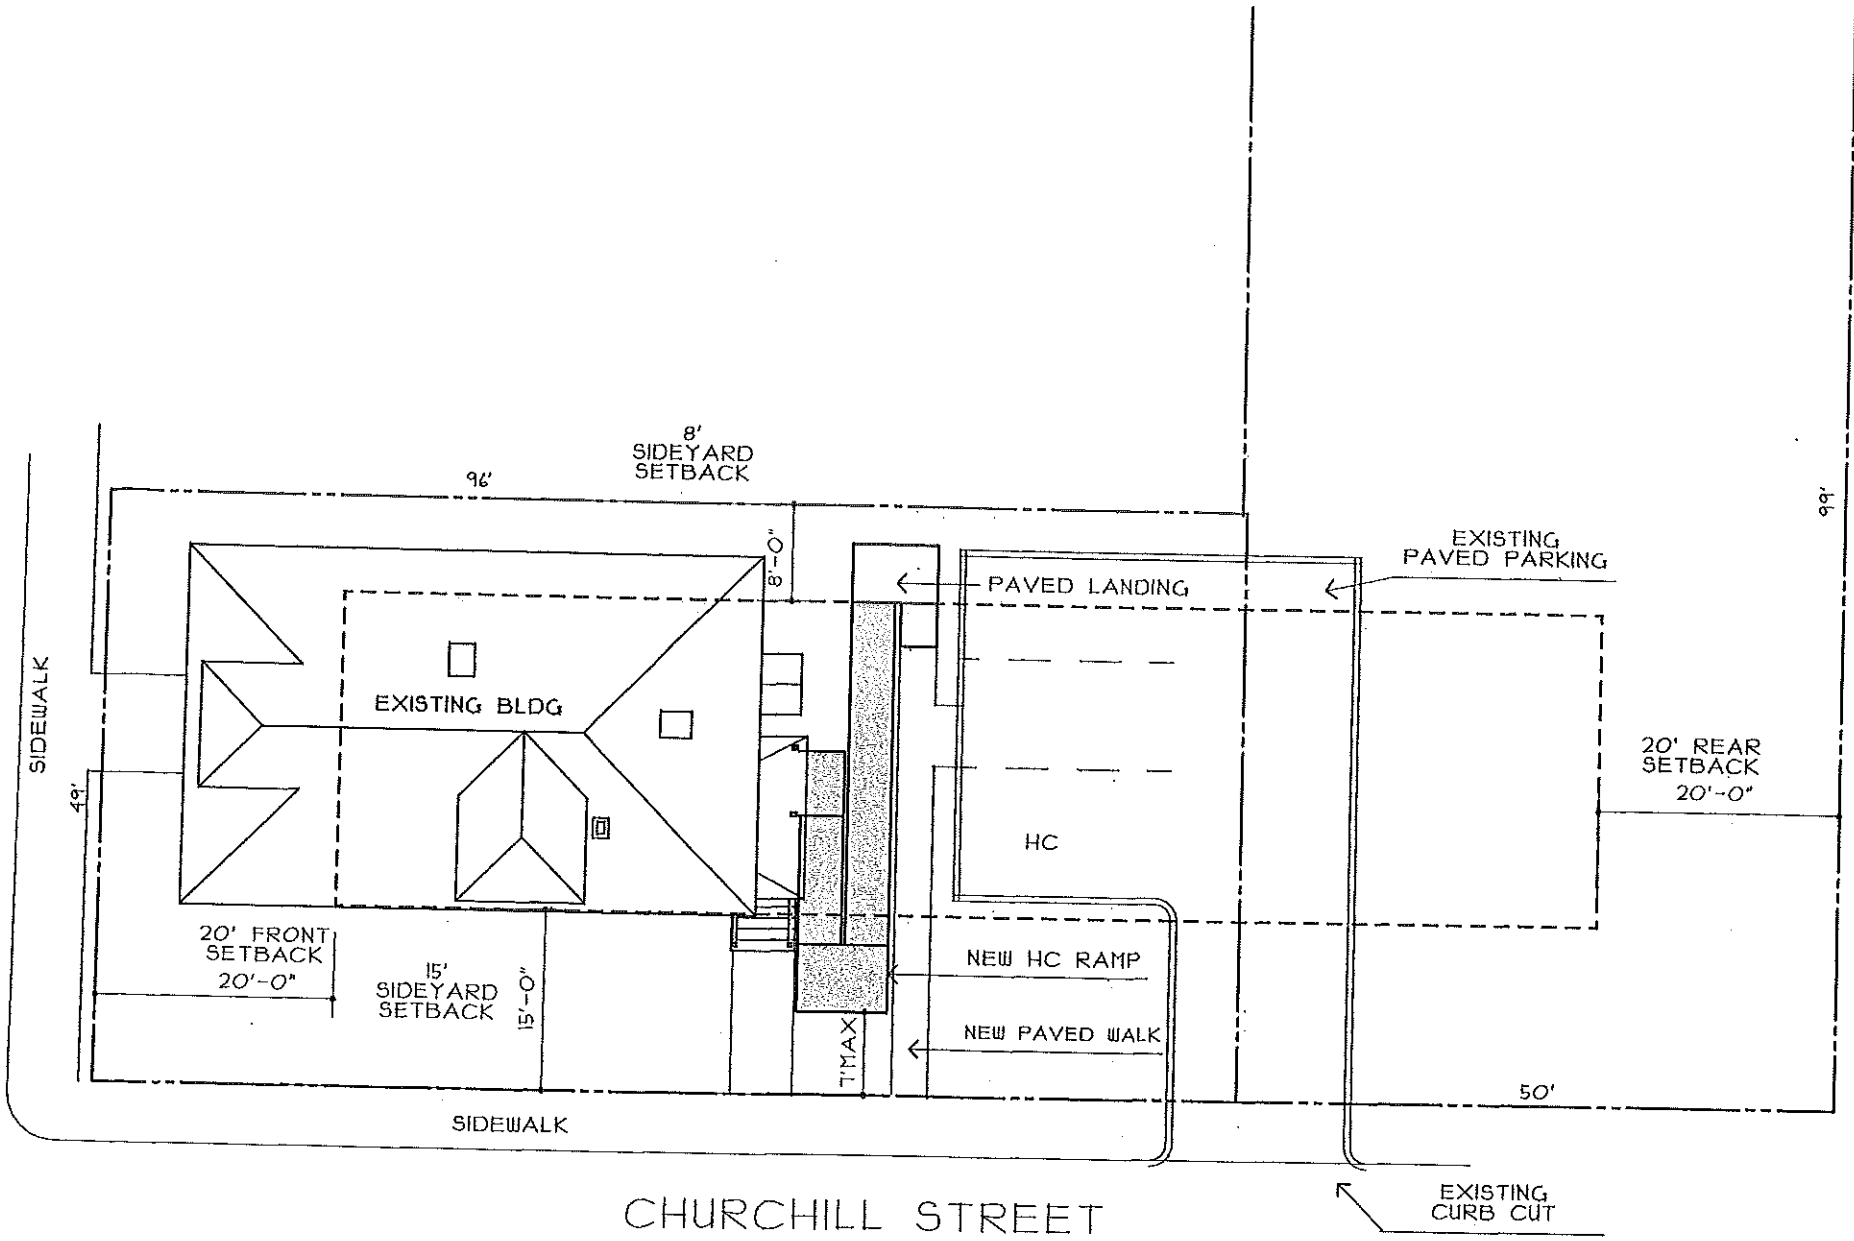 8'
SIDEYARD
SETBACK
96'
99'
8'-0"
EXISTING
PAVED PARKING
PAVED LANDING
SIDEWALK
EXISTING BLDG
49'
20' REAR
SETBACK
20'-0"
HC
20' FRONT
SETBACK
20'-0"
15'
SIDEYARD
SETBACK
15'-0"
NEW HC RAMP
NEW PAVED WALK
7'MAX
50'
SIDEWALK
EXISTING
CURB CUT
CHURCHILL STREET